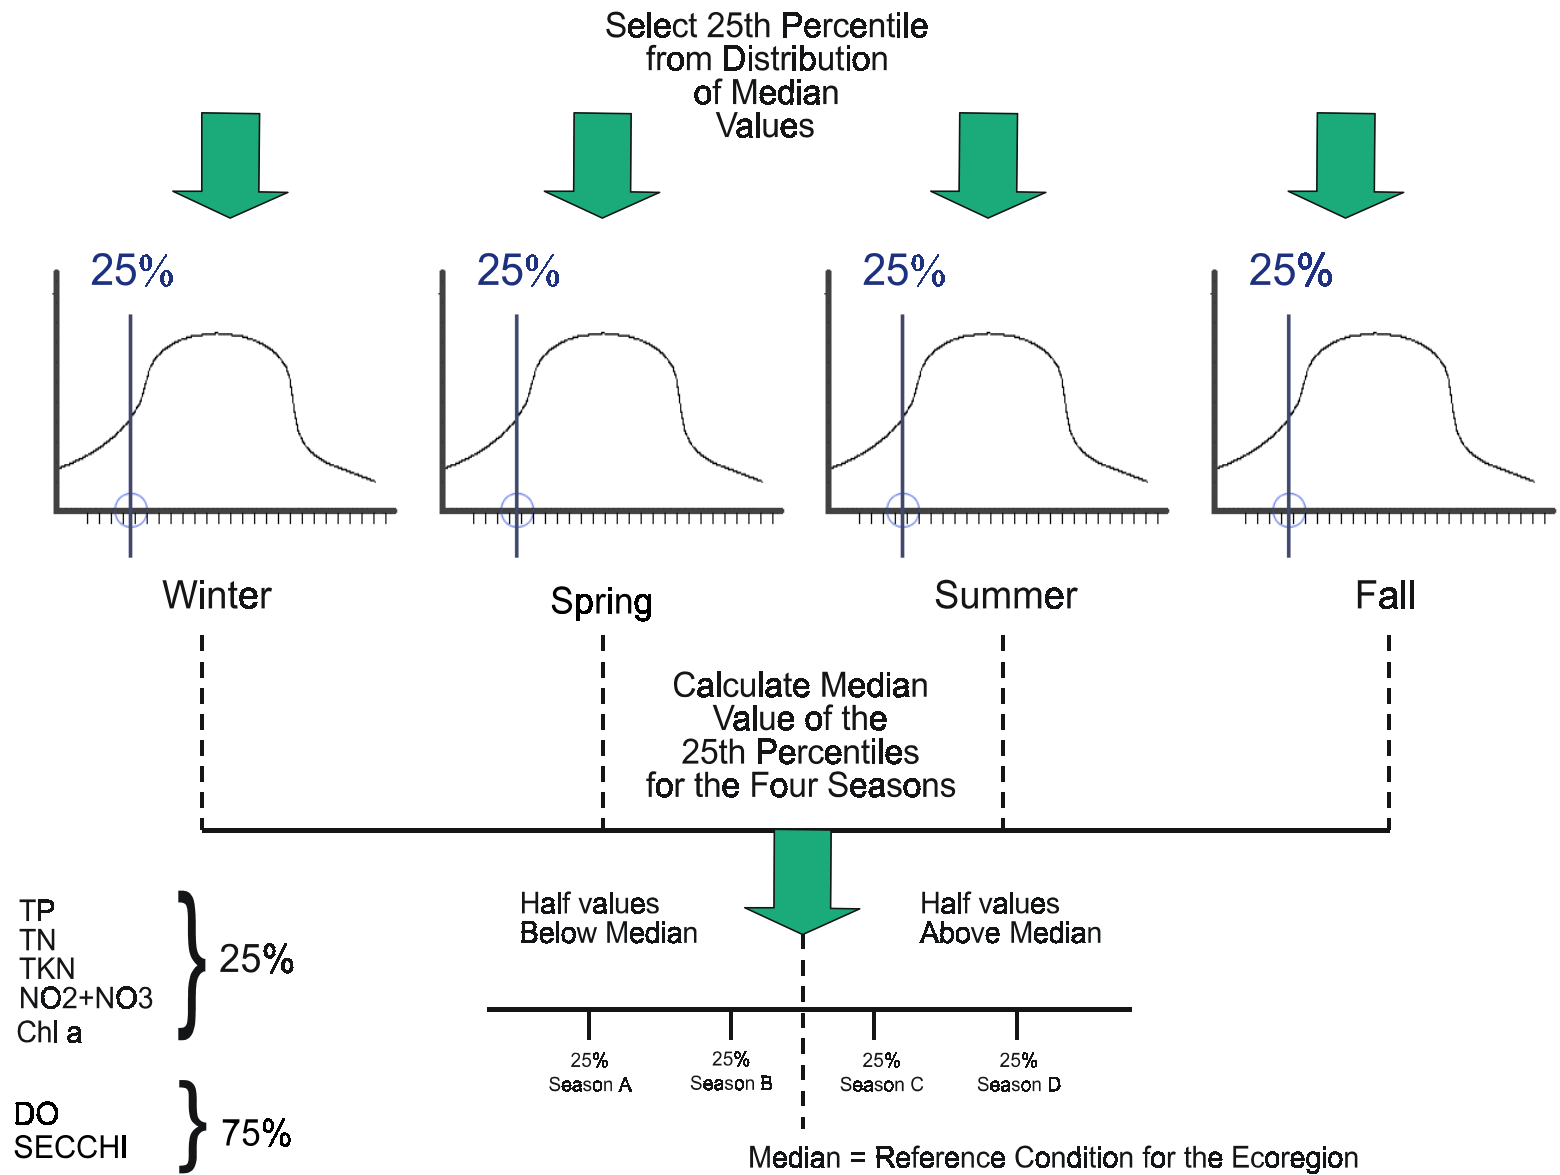 Select 25th Percentile
from Distribution
of Median
Values
25%
25%
25%
25%
Winter
Spring
Summer
Fall
Calculate Median
Value of the
25th Percentiles
for the Four Seasons
TP
TN
TKN
NO2+NO3
Chl a
25%
DO
SECCHI
75%
Half values
Below Median
Half values
Above Median
25%
Season A
25%
Season B
25%
Season C
25%
Season D
Median = Reference Condition for the Ecoregion